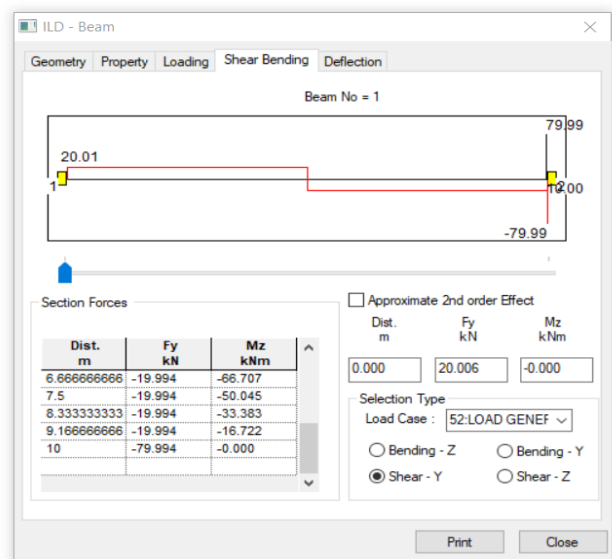 ILD - Beam
Geometry Property Loading Shear Bending Deflection
Beam No = 1
79.99
20.01
1
2
10.00
-79.99
Section Forces
Approximate 2nd order Effect
Dist. m Fy kN Mz kNm
6.666666666 -19.994 -66.707
7.5 -19.994 -50.045
8.333333333 -19.994 -33.383
9.166666666 -19.994 -16.722
10 -79.994 -0.000
Dist. m Fy kN Mz kNm
0.000 20.006 -0.000
Selection Type
Load Case : 52:LOAD GENEF
Bending - Z Bending - Y
Shear - Y Shear - Z
Print Close